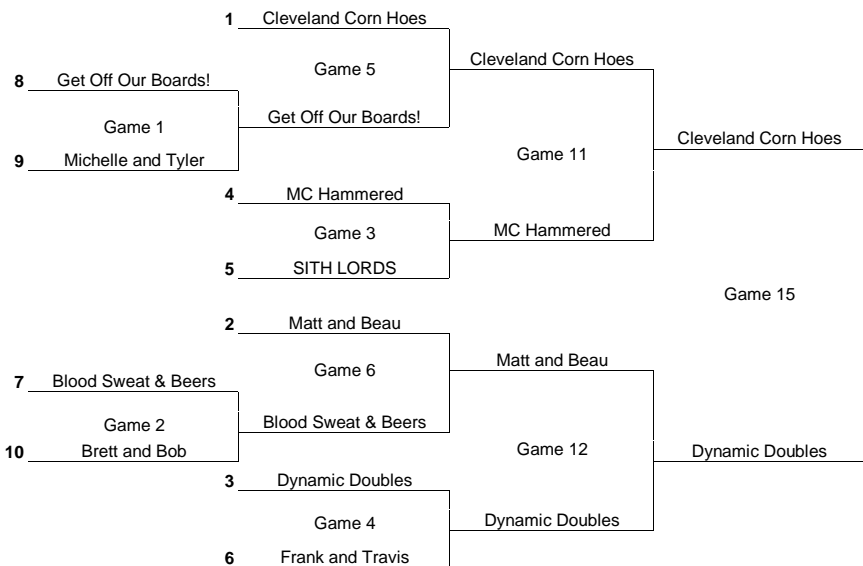 1 Cleveland Corn Hoes
Game 5
Cleveland Corn Hoes
8 Get Off Our Boards!
Game 1
Get Off Our Boards!
9 Michelle and Tyler
Game 11
Cleveland Corn Hoes
4 MC Hammered
Game 3
MC Hammered
5 SITH LORDS
Game 15
2 Matt and Beau
Game 6
Matt and Beau
7 Blood Sweat & Beers
Game 2
Blood Sweat & Beers
10 Brett and Bob
Game 12
Dynamic Doubles
3 Dynamic Doubles
Game 4
Dynamic Doubles
6 Frank and Travis